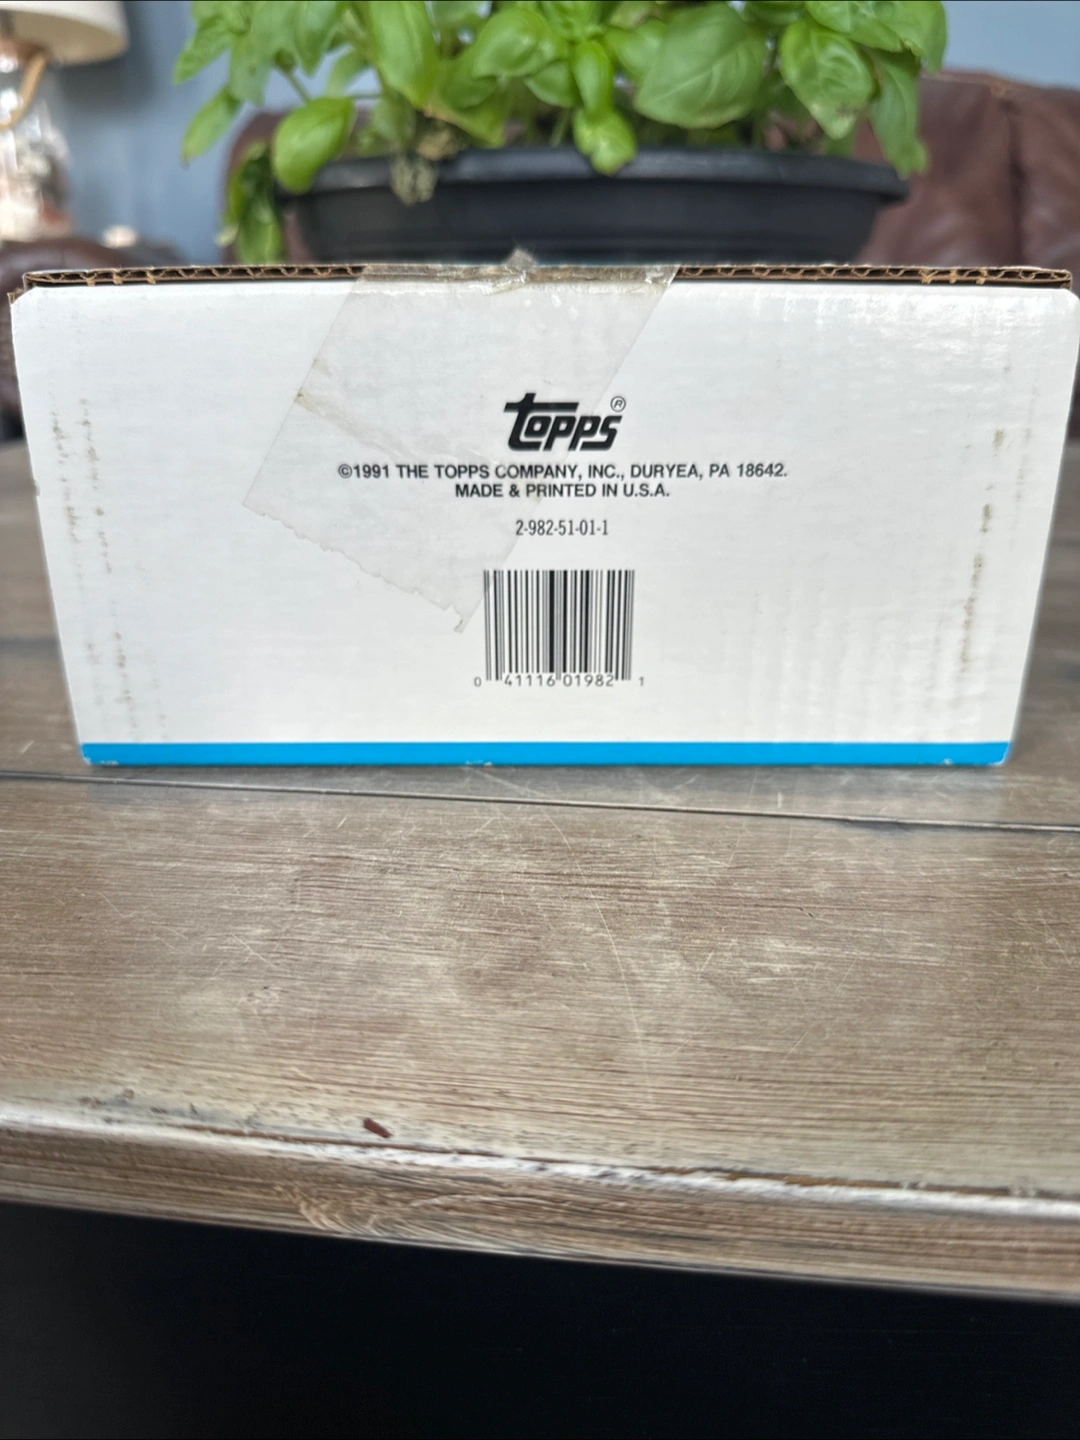 topps®
©1991 THE TOPPS COMPANY, INC., DURYEA, PA 18642.
MADE & PRINTED IN U.S.A.
2-982-51-01-1
0 41116 01982 1